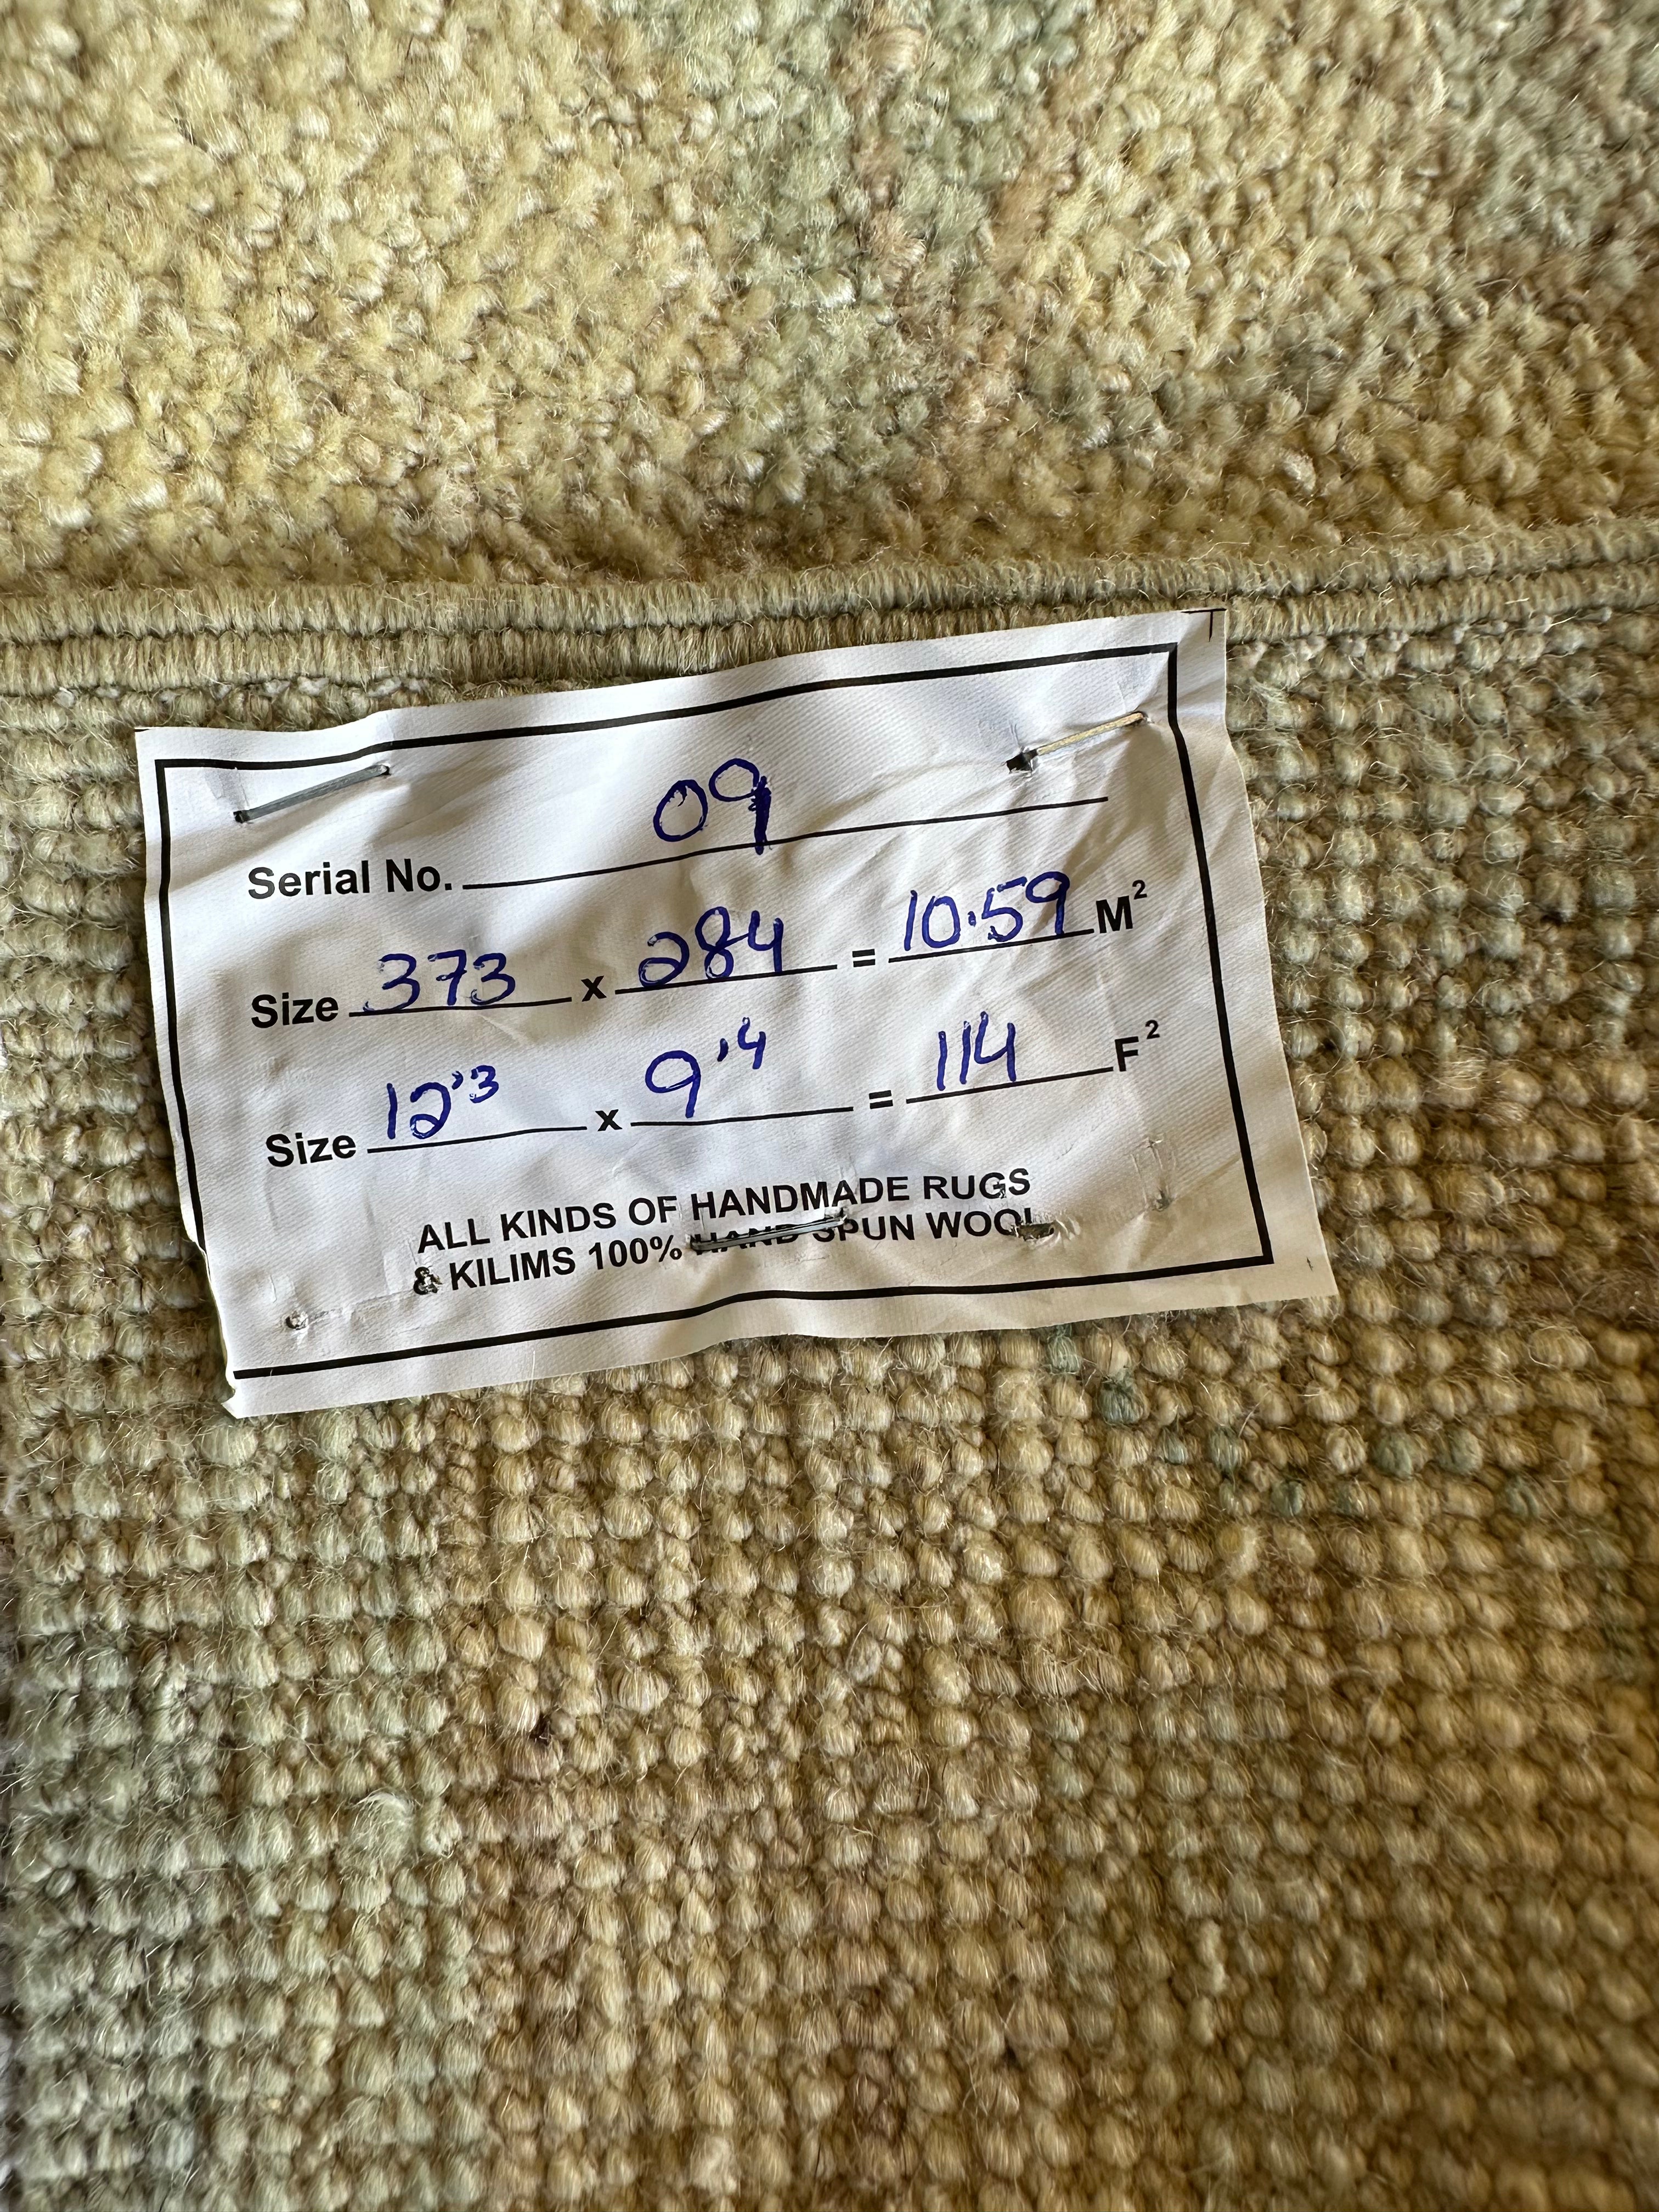 Serial No. 09
Size 373 x 284 = 10.59 M²
Size 12'3 x 9'4 = 114 F²
ALL KINDS OF HANDMADE RUGS
& KILIMS 100% HAND SPUN WOOL